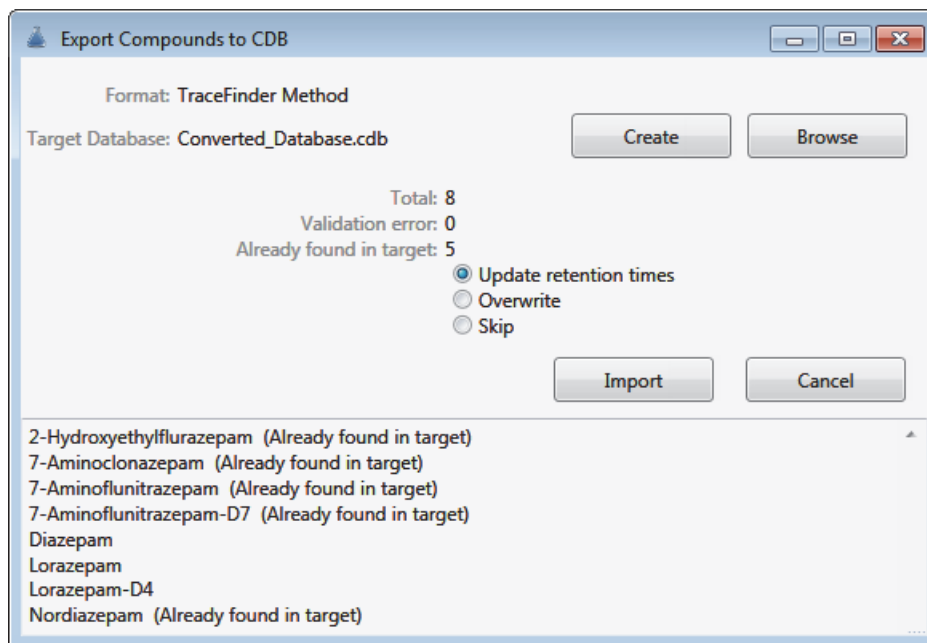 Export Compounds to CDB
Format: TraceFinder Method
Target Database: Converted_Database.cdb
Create
Browse
Total: 8
Validation error: 0
Already found in target: 5
Update retention times
Overwrite
Skip
Import
Cancel
2-Hydroxyethylflurazepam (Already found in target)
7-Aminoclonazepam (Already found in target)
7-Aminoflunitrazepam (Already found in target)
7-Aminoflunitrazepam-D7 (Already found in target)
Diazepam
Lorazepam
Lorazepam-D4
Nordiazepam (Already found in target)